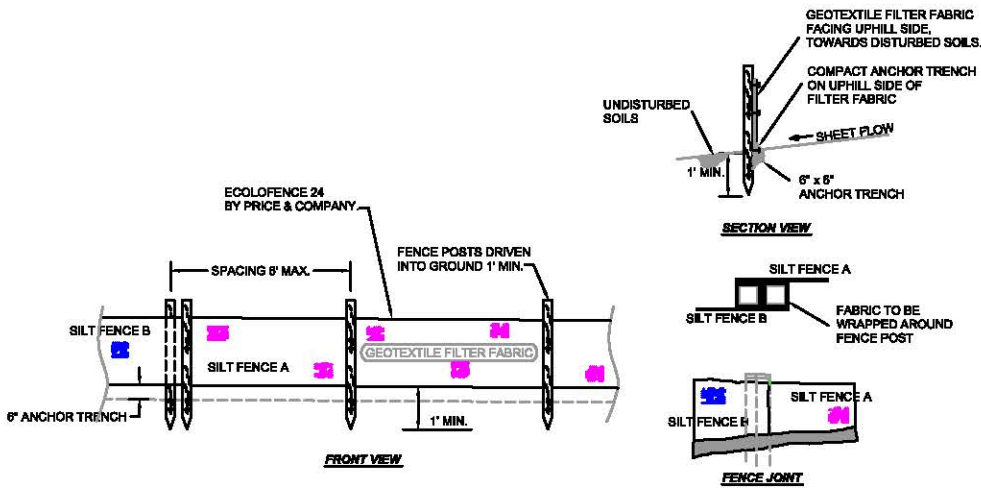 GEOTEXTILE FILTER FABRIC
FACING UPHILL SIDE,
TOWARDS DISTURBED SOILS.
COMPACT ANCHOR TRENCH
ON UPHILL SIDE OF
FILTER FABRIC
UNDISTURBED
SOILS
SHEET FLOW
1' MIN.
6" x 6"
ANCHOR TRENCH
SECTION VIEW
ECOLOFENCE 24
BY PRICE & COMPANY
SPACING 6' MAX.
FENCE POSTS DRIVEN
INTO GROUND 1' MIN.
SILT FENCE B
SILT FENCE A
GEOTEXTILE FILTER FABRIC
6" ANCHOR TRENCH
1' MIN.
FRONT VIEW
SILT FENCE A
SILT FENCE B
FABRIC TO BE
WRAPPED AROUND
FENCE POST
SILT FENCE A
SILT FENCE B
FENCE JOINT